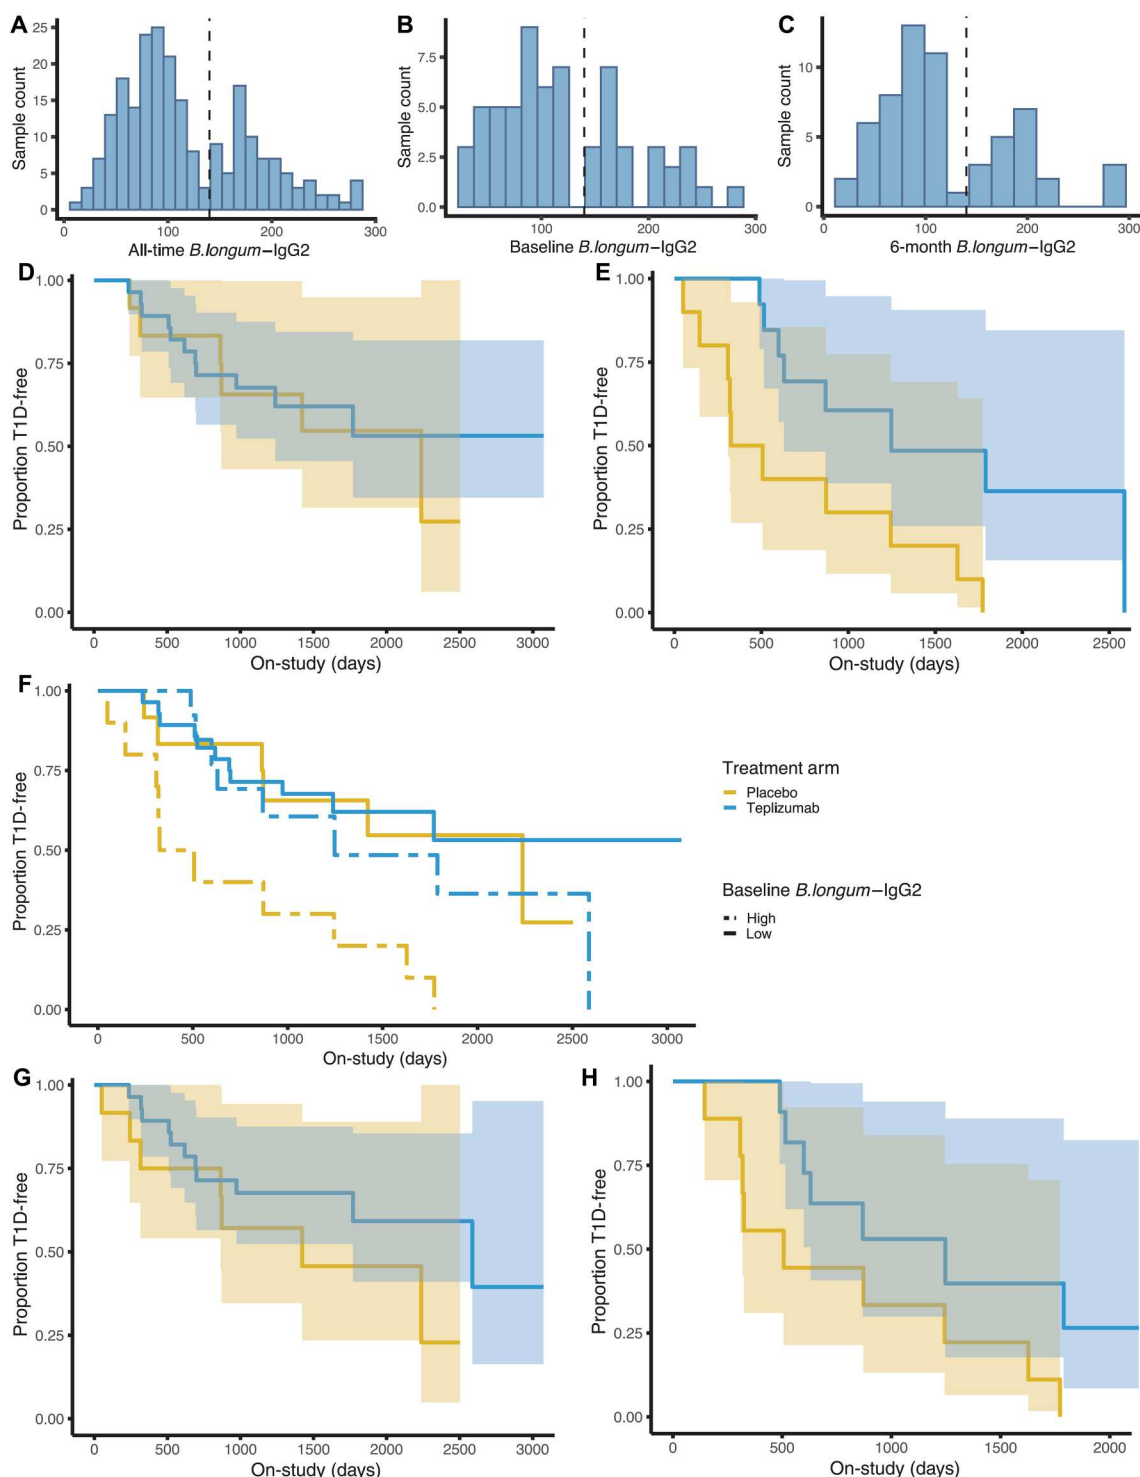 A
Sample count
25
20
15
10
5
0
0 100 200 300
All-time B.longum−IgG2
B
Sample count
7.5
5.0
2.5
0.0
100 200 300
Baseline B.longum−IgG2
C
Sample count
10
5
0
0 100 200 300
6-month B.longum−IgG2
D
Proportion T1D-free
1.00
0.75
0.50
0.25
0.00
0 500 1000 1500 2000 2500 3000
On-study (days)
E
Proportion T1D-free
1.00
0.75
0.50
0.25
0.00
0 500 1000 1500 2000 2500
On-study (days)
F
Proportion T1D-free
1.00
0.75
0.50
0.25
0.00
0 500 1000 1500 2000 2500 3000
On-study (days)
Treatment arm
Placebo
Teplizumab
Baseline B.longum−IgG2
High
Low
G
Proportion T1D-free
1.00
0.75
0.50
0.25
0.00
0 500 1000 1500 2000 2500 3000
On-study (days)
H
Proportion T1D-free
1.00
0.75
0.50
0.25
0.00
0 500 1000 1500 2000
On-study (days)